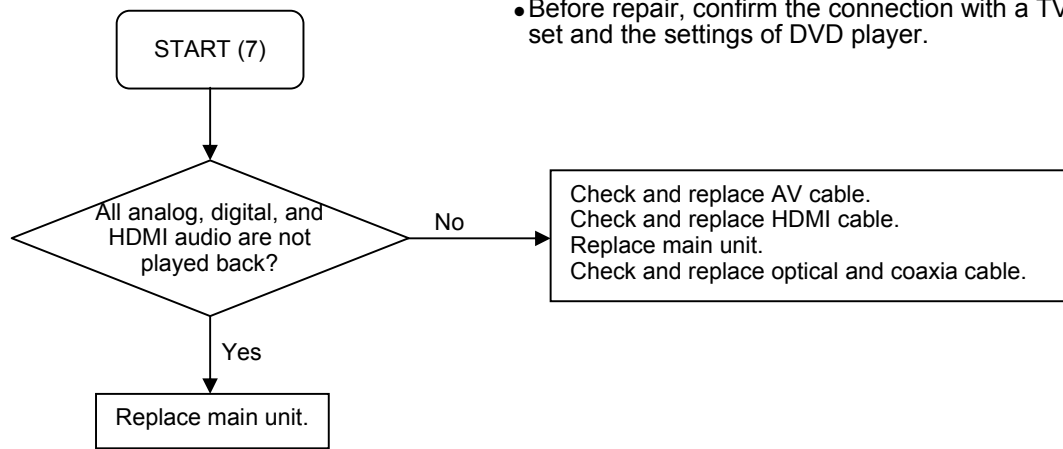 •Before repair, confirm the connection with a TV
set and the settings of DVD player.
START (7)
All analog, digital, and
HDMI audio are not
played back?
No
Check and replace AV cable.
Check and replace HDMI cable.
Replace main unit.
Check and replace optical and coaxia cable.
Yes
Replace main unit.